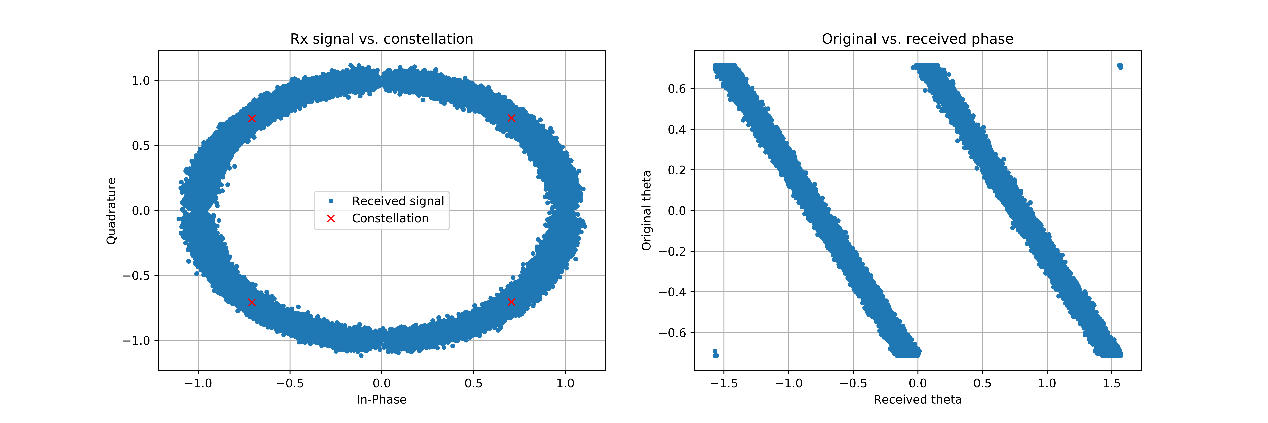 Rx signal vs. constellation
1.0
0.5
0.0
−0.5
−1.0
Quadrature
Received signal
Constellation
−1.0 −0.5 0.0 0.5 1.0
In-Phase
Original vs. received phase
0.6
0.4
0.2
0.0
−0.2
−0.4
−0.6
Original theta
−1.5 −1.0 −0.5 0.0 0.5 1.0 1.5
Received theta